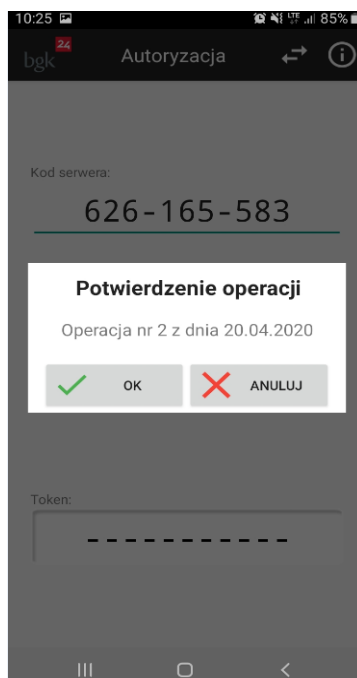 10:25 LTE 85%
bgk 24 Autoryzacja
Kod serwera:
626-165-583
Potwierdzenie operacji
Operacja nr 2 z dnia 20.04.2020
OK ANULUJ
Token:
-----------